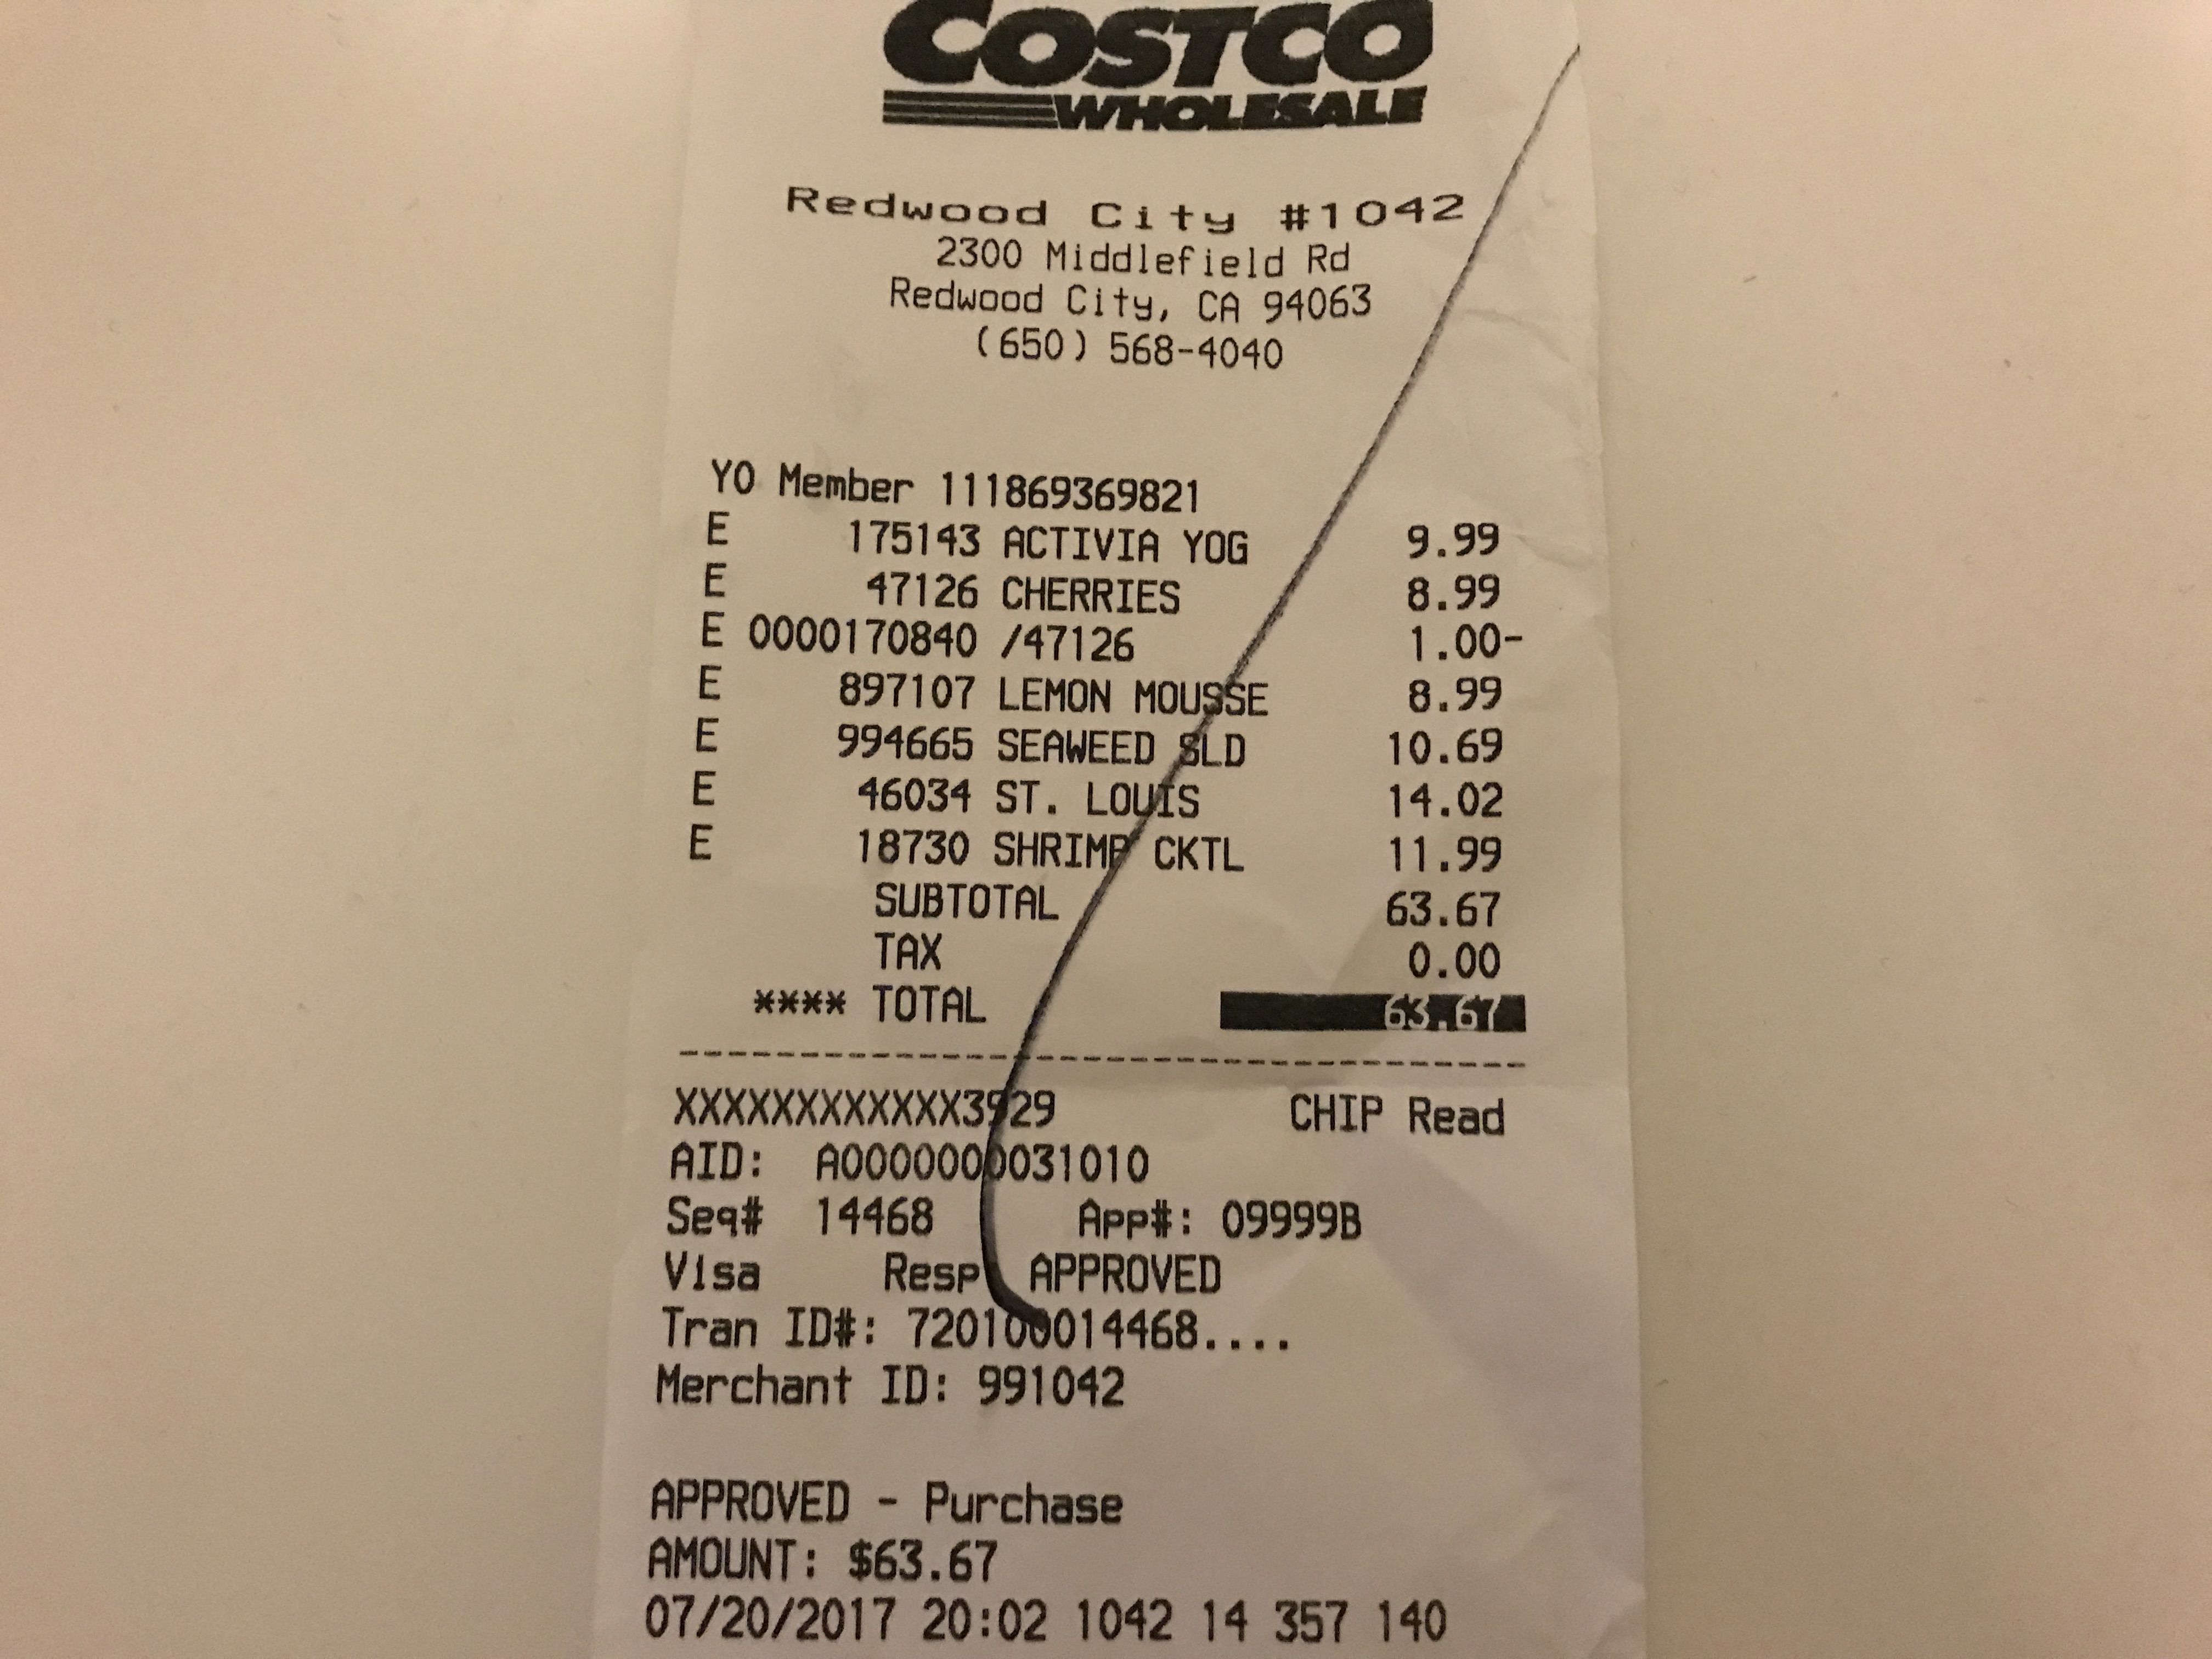 COSTCO
WHOLESALE
Redwood City #1042
2300 Middlefield Rd
Redwood City, CA 94063
(650) 568-4040
YO Member 111869369821
E 175143 ACTIVIA YOG 9.99
E 47126 CHERRIES 8.99
E 0000170840 /47126 1.00-
E 897107 LEMON MOUSSE 8.99
E 994665 SEAWEED SLD 10.69
E 46034 ST. LOUIS 14.02
E 18730 SHRIMP CKTL 11.99
SUBTOTAL 63.67
TAX 0.00
**** TOTAL 63.67
XXXXXXXXXXXX3929 CHIP Read
AID: A0000000031010
Seq# 14468 App#: 09999B
Visa Resp APPROVED
Tran ID#: 720100014468....
Merchant ID: 991042
APPROVED - Purchase
AMOUNT: $63.67
07/20/2017 20:02 1042 14 357 140